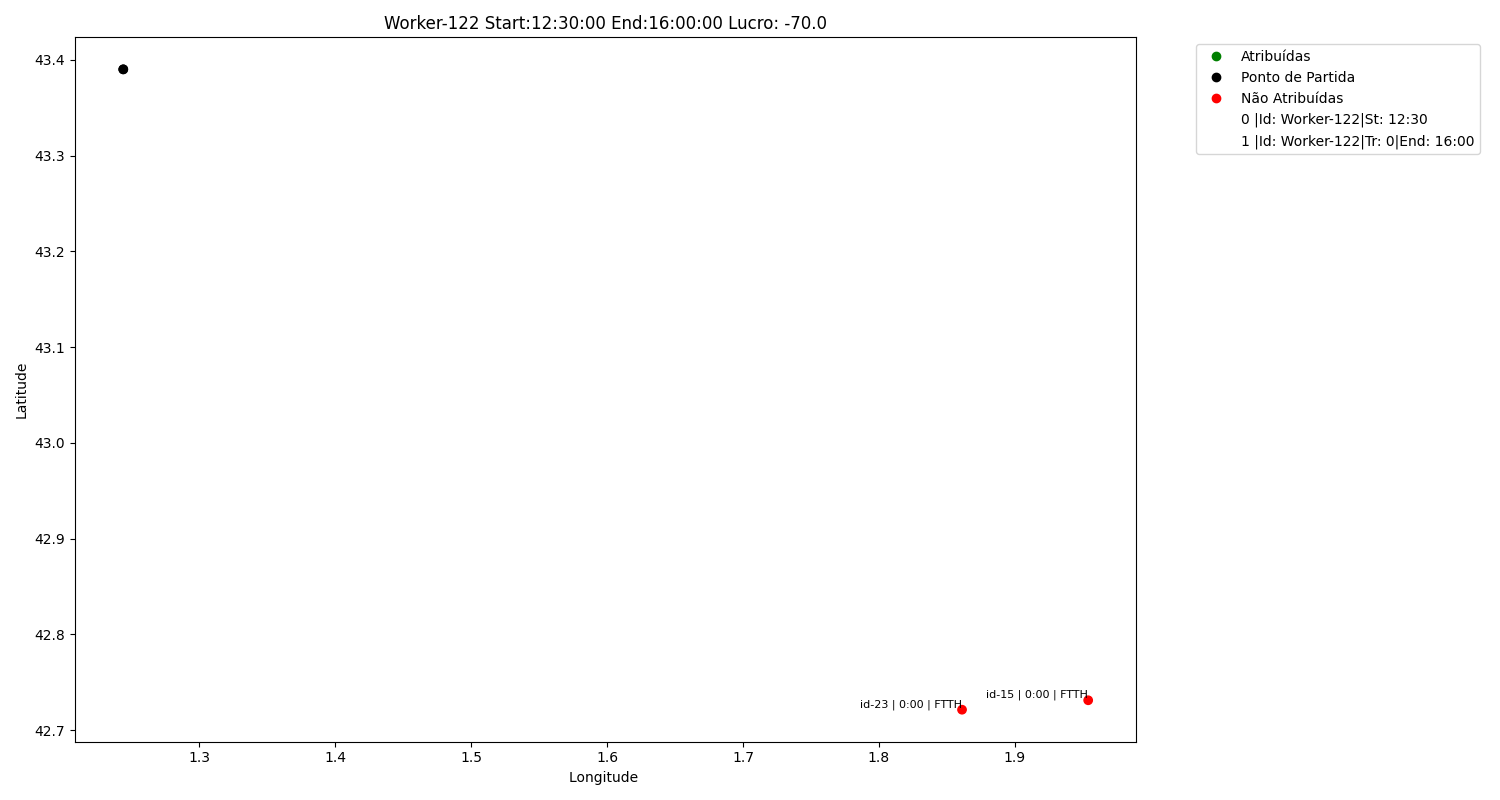 Worker-122 Start:12:30:00 End:16:00:00 Lucro: -70.0
Atribuídas
Ponto de Partida
Não Atribuídas
0 |Id: Worker-122|St: 12:30
1 |Id: Worker-122|Tr: 0|End: 16:00
Latitude
43.4
43.3
43.2
43.1
43.0
42.9
42.8
42.7
id-23 | 0:00 | FTTH
id-15 | 0:00 | FTTH
1.3 1.4 1.5 1.6 1.7 1.8 1.9
Longitude